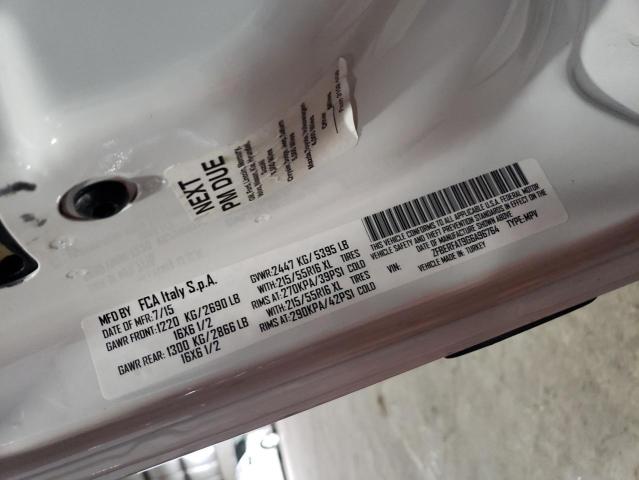 NEXT
PM DUE
MFD BY FCA Italy S.p.A.
DATE OF MFR: 7/15
GAWR FRONT: 1220 KG/2690 LB
16X6 1/2
GAWR REAR: 1300 KG/2866 LB
16X6 1/2
GVWR: 2447 KG/ 5395 LB
WITH: 215/55R16 XL TIRES
RIMS AT: 270KPA/39PSI COLD
WITH: 215/55R16 XL TIRES
RIMS AT: 290KPA/42PSI COLD
THIS VEHICLE CONFORMS TO ALL APPLICABLE U.S.A. FEDERAL MOTOR
VEHICLE SAFETY STANDARDS IN EFFECT ON THE
DATE OF MANUFACTURE SHOWN ABOVE.
VIN: ZFBERFAT9G6A96754 TYPE: MPV
VEHICLE MADE IN: TURKEY